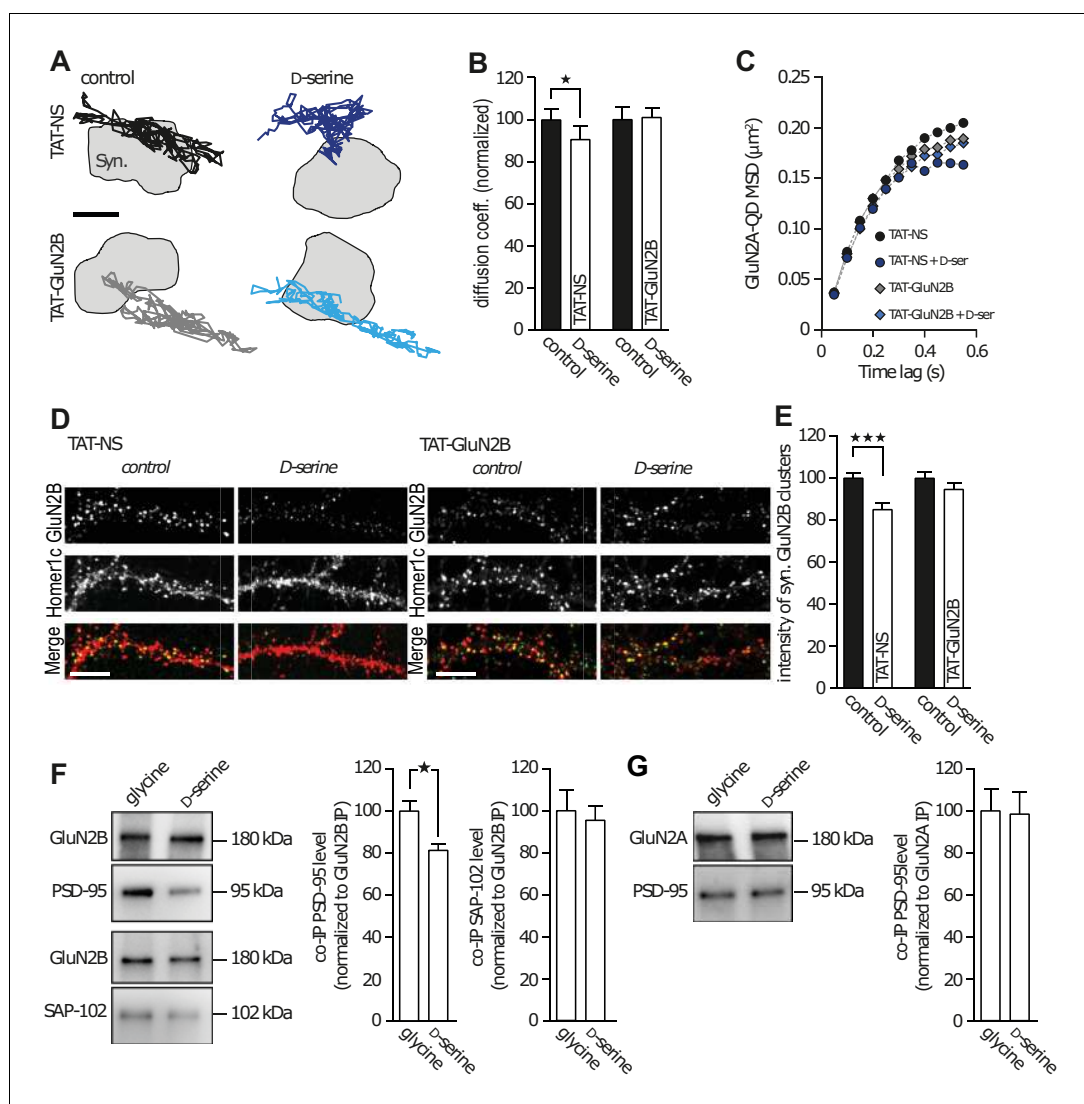 A
control
D-serine
TAT-NS
Syn.
TAT-GluN2B
B
120
100
80
60
40
20
0
diffusion coeff. (normalized)
★
TAT-NS
TAT-GluN2B
control
D-serine
control
D-serine
C
0.25
0.20
0.15
0.10
0.05
0.0
0.2
0.4
0.6
GluN2A-QD MSD (μm²)
Time lag (s)
TAT-NS
TAT-NS + D-ser
TAT-GluN2B
TAT-GluN2B + D-ser
D
TAT-NS
TAT-GluN2B
control
D-serine
control
D-serine
GluN2B
Homer1c
Merge
GluN2B
Homer1c
Merge
E
120
100
80
60
40
20
0
intensity of syn. GluN2B clusters
★★★
TAT-NS
TAT-GluN2B
control
D-serine
control
D-serine
F
glycine
D-serine
GluN2B
180 kDa
PSD-95
95 kDa
GluN2B
180 kDa
SAP-102
102 kDa
120
100
80
60
40
20
0
co-IP PSD-95 level
(normalized to GluN2B IP)
★
glycine
D-serine
120
100
80
60
40
20
0
co-IP SAP-102 level
(normalized to GluN2B IP)
glycine
D-serine
G
glycine
D-serine
GluN2A
180 kDa
PSD-95
95 kDa
120
100
80
60
40
20
0
co-IP PSD-95level
(normalized to GluN2A IP)
glycine
D-serine